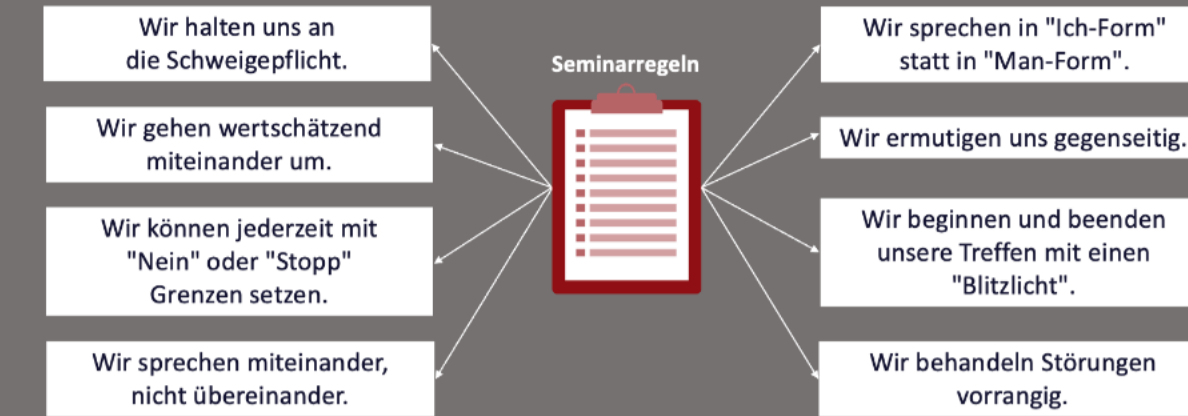 Wir halten uns an
die Schweigepflicht.
Wir gehen wertschätzend
miteinander um.
Wir können jederzeit mit
"Nein" oder "Stopp"
Grenzen setzen.
Wir sprechen miteinander,
nicht übereinander.
Seminarregeln
Wir sprechen in "Ich-Form"
statt in "Man-Form".
Wir ermutigen uns gegenseitig.
Wir beginnen und beenden
unsere Treffen mit einen
"Blitzlicht".
Wir behandeln Störungen
vorrangig.